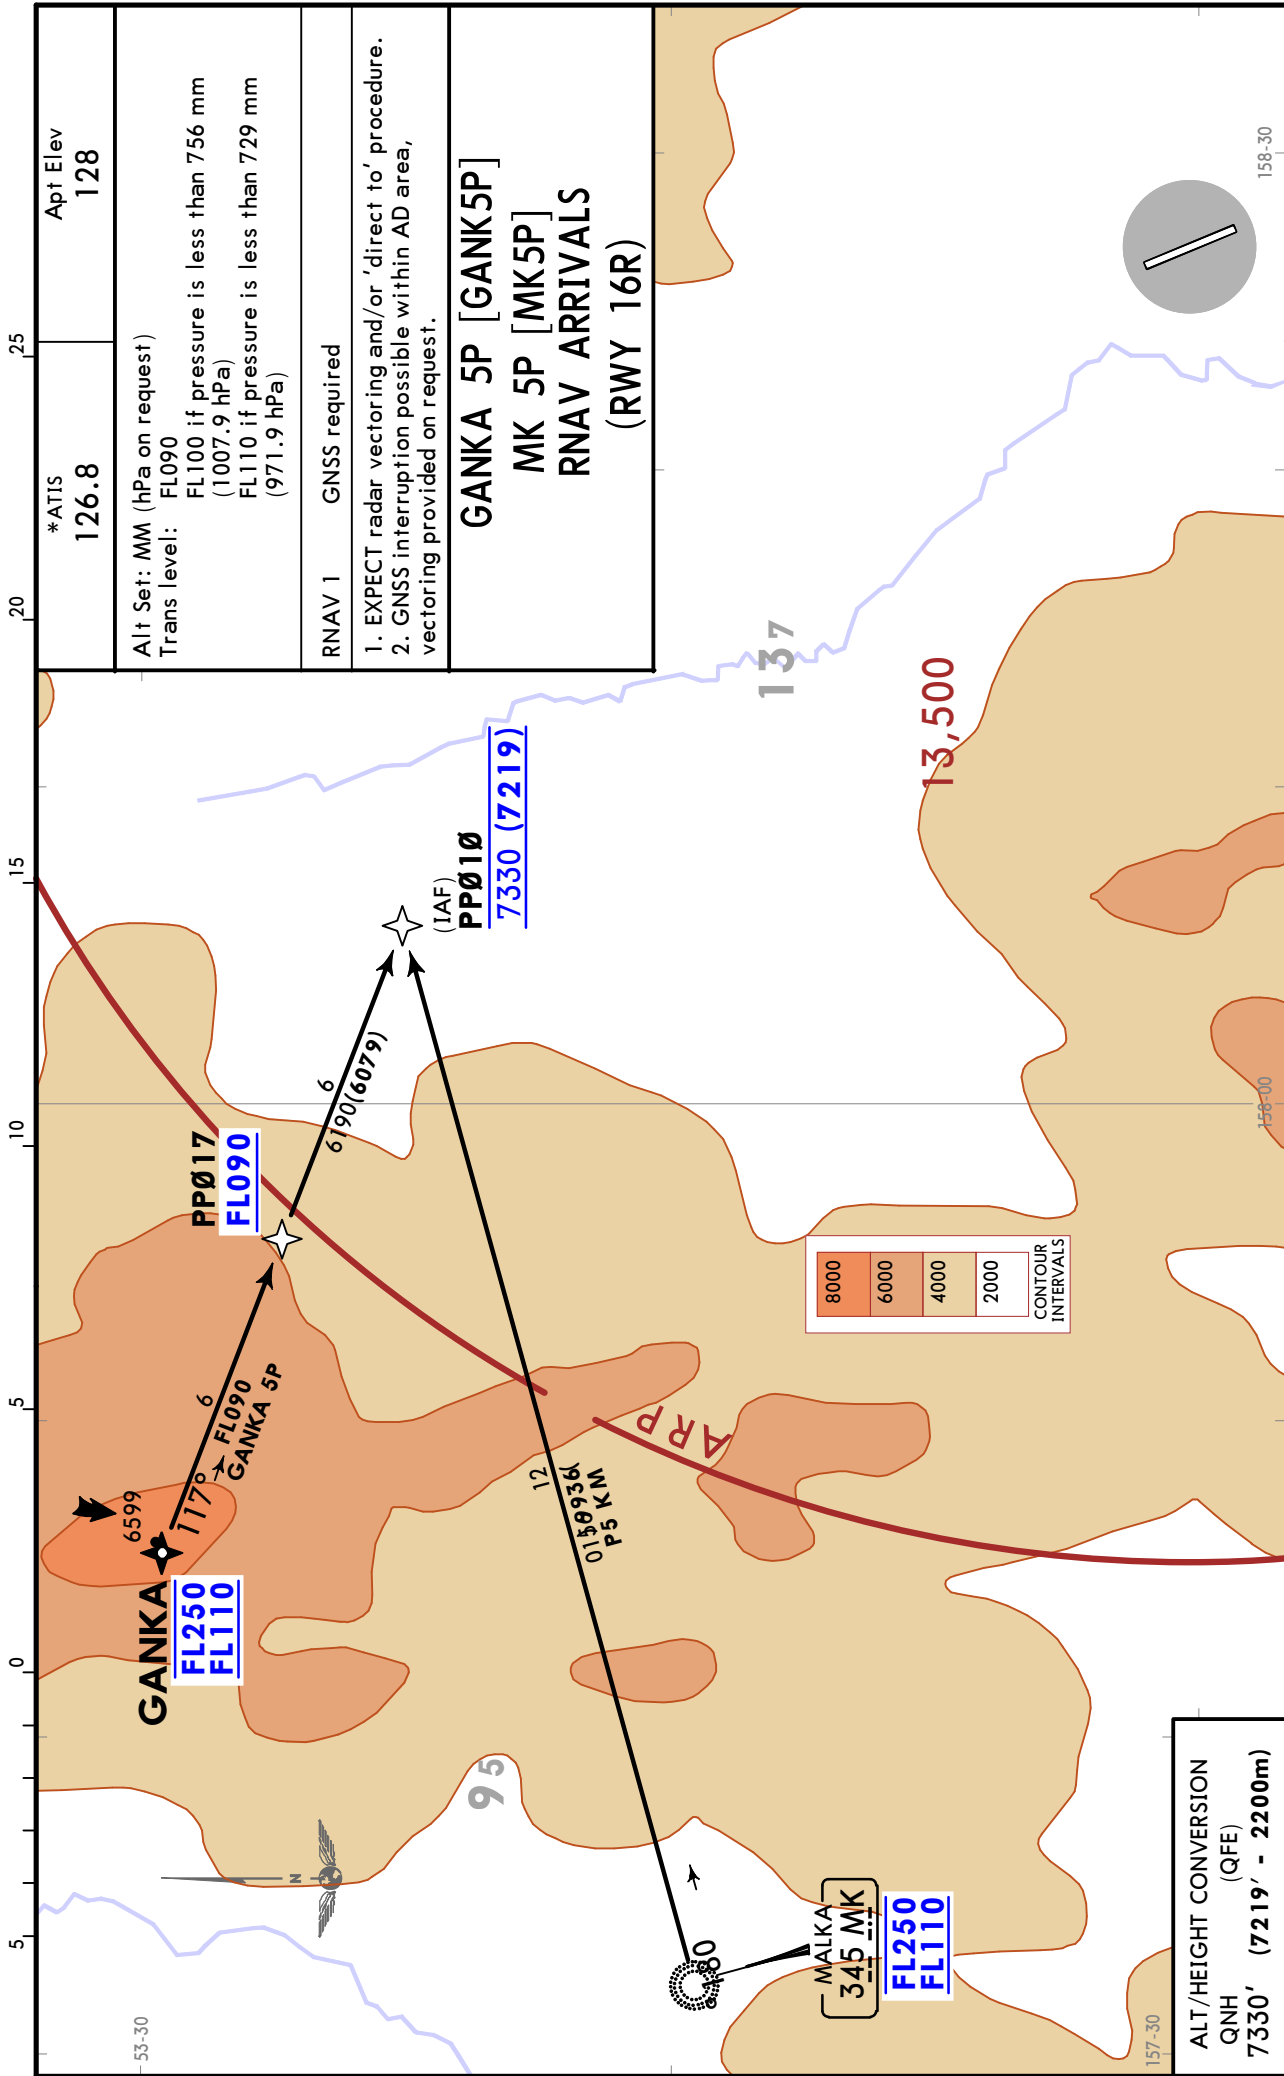 *ATIS
126.8
Apt Elev
128
Alt Set: MM (hPa on request)
Trans level: FL090
FL100 if pressure is less than 756 mm
(1007.9 hPa)
FL110 if pressure is less than 729 mm
(971.9 hPa)
RNAV 1 GNSS required
1. EXPECT radar vectoring and/or 'direct to' procedure.
2. GNSS interruption possible within AD area,
vectoring provided on request.
GANKA 5P [GANK5P]
MK 5P [MK5P]
RNAV ARRIVALS
(RWY 16R)
5 0 5 10 15 20 25
53-30
GANKA
FL250
FL110
6599
117°
6
FL090
GANKA 5P
PPØ17
FL090
6
6190(6079)
(IAF)
PPØ1Ø
7330 (7219)
N
95
12
P5 KM
ARP
137
13,500
MALKA
345 MK
FL250
FL110
8000
6000
4000
2000
CONTOUR
INTERVALS
157-30
158-00
158-30
ALT/HEIGHT CONVERSION
QNH (QFE)
7330' (7219' - 2200m)